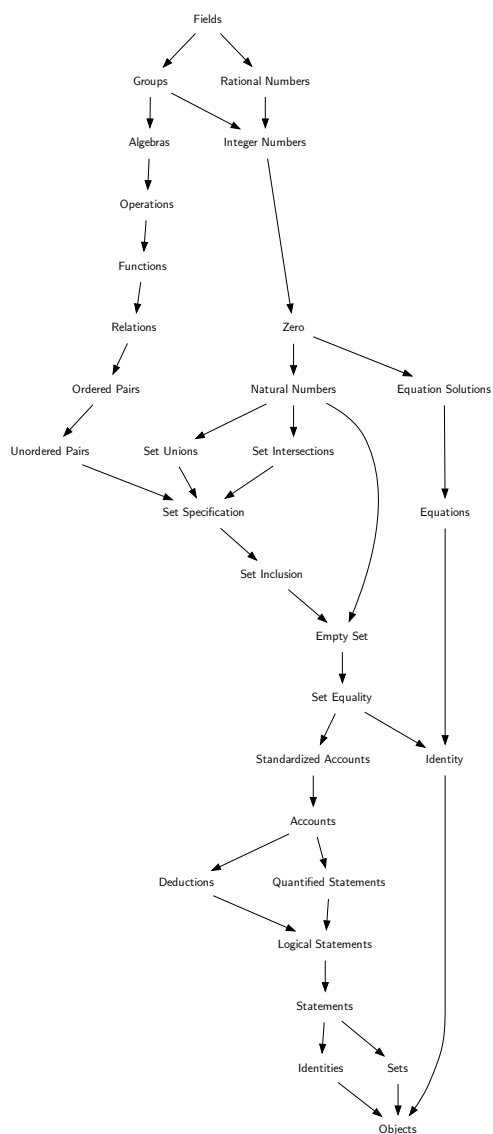 Fields
Groups
Rational Numbers
Algebras
Integer Numbers
Operations
Functions
Relations
Zero
Ordered Pairs
Natural Numbers
Equation Solutions
Unordered Pairs
Set Unions
Set Intersections
Set Specification
Equations
Set Inclusion
Empty Set
Set Equality
Standardized Accounts
Identity
Accounts
Deductions
Quantified Statements
Logical Statements
Statements
Identities
Sets
Objects